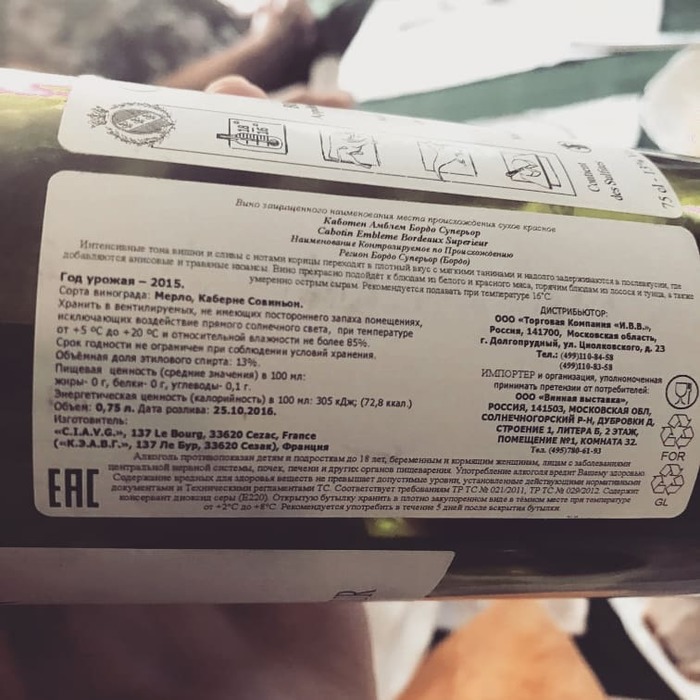 18°
16°
Contient
des Sulfites
75 cl - 13%
Вино защищенного наименования места происхождения сухое красное
Каботен Амблем Бордо Суперьор
Cabotin Embleme Bordeaux Superieur
Наименование Контролируемое по Происхождению
Регион Бордо Суперьор (Бордо)
Интенсивные тона вишни и сливы с нотами корицы переходят в плотный вкус с мягкими танинами и надолго задерживаются в послевкусии, где
добавляются анисовые и травяные нюансы. Вино прекрасно подойдёт к блюдам из белого и красного мяса, горячим блюдам из лосося и тунца, а также
умеренно острым сырам. Рекомендуется подавать при температуре 16°С.
Год урожая – 2015.
Сорта винограда: Мерло, Каберне Совиньон.
Хранить в вентилируемых, не имеющих постороннего запаха помещениях,
исключающих воздействие прямого солнечного света, при температуре
от +5 ºС до +20 ºС и относительной влажности не более 85%.
Срок годности не ограничен при соблюдении условий хранения.
Объёмная доля этилового спирта: 13%.
Пищевая ценность (средние значения) в 100 мл:
жиры- 0 г, белки- 0 г, углеводы- 0,1 г.
Энергетическая ценность (калорийность) в 100 мл: 305 кДж; (72,8 ккал.)
Объем: 0,75 л. Дата розлива: 25.10.2016.
Изготовитель:
«C.I.A.V.G.», 137 Le Bourg, 33620 Cezac, France
(«К.Э.А.В.Г.», 137 Ле Бур, 33620 Сезак), Франция
ДИСТРИБЬЮТОР:
ООО «Торговая Компания «И.В.В.»,
Россия, 141700, Московская область,
г. Долгопрудный, ул. Циолковского, д. 23
Тел.: (499)110-84-58
(499)110-83-58
ИМПОРТЕР и организация, уполномоченная
принимать претензии от потребителей:
ООО «Винная выставка»,
РОССИЯ, 141503, МОСКОВСКАЯ ОБЛ,
СОЛНЕЧНОГОРСКИЙ Р-Н, ДУБРОВКИ Д,
СТРОЕНИЕ 1, ЛИТЕРА Б, 2 ЭТАЖ,
ПОМЕЩЕНИЕ №1, КОМНАТА 32.
Тел. (495)780-61-93
FOR
GL
Алкоголь противопоказан детям и подросткам до 18 лет, беременным и кормящим женщинам, лицам с заболеваниями
центральной нервной системы, почек, печени и других органов пищеварения. Употребление алкоголя вредит Вашему здоровью
Содержание вредных для здоровья веществ не превышает допустимые уровни, установленные действующими нормативными
документами и Техническими регламентами ТС. Соответствует требованиям ТР ТС № 021/2011, ТР ТС № 029/2012. Содержит
консервант диоксид серы (Е220). Открытую бутылку хранить в плотно закупоренном виде в тёмном месте при температуре
от +2°С до +8°С. Рекомендуется употребить в течение 5 дней после вскрытия бутылки
EAC